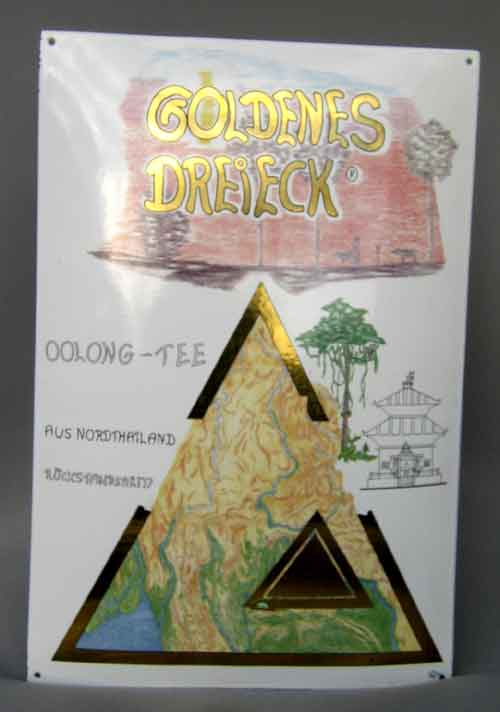 GOLDENES
DREiECK ®
OOLONG-TEE
AUS NORDTHAILAND